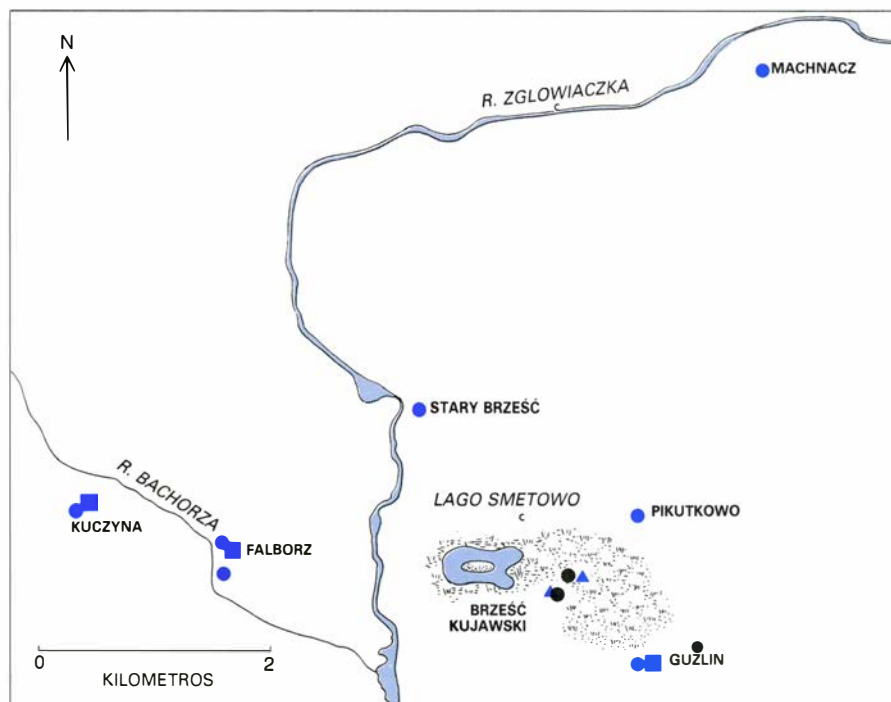 N
MACHNACZ
R. ZGLOWIACZKA
c
STARY BRZEŚĆ
R. BACHORZA
LAGO SMETOWO
c
PIKUTKOWO
KUCZYNA
FALBORZ
BRZEŚĆ
KUJAWSKI
GUZLIN
0 2
KILOMETROS